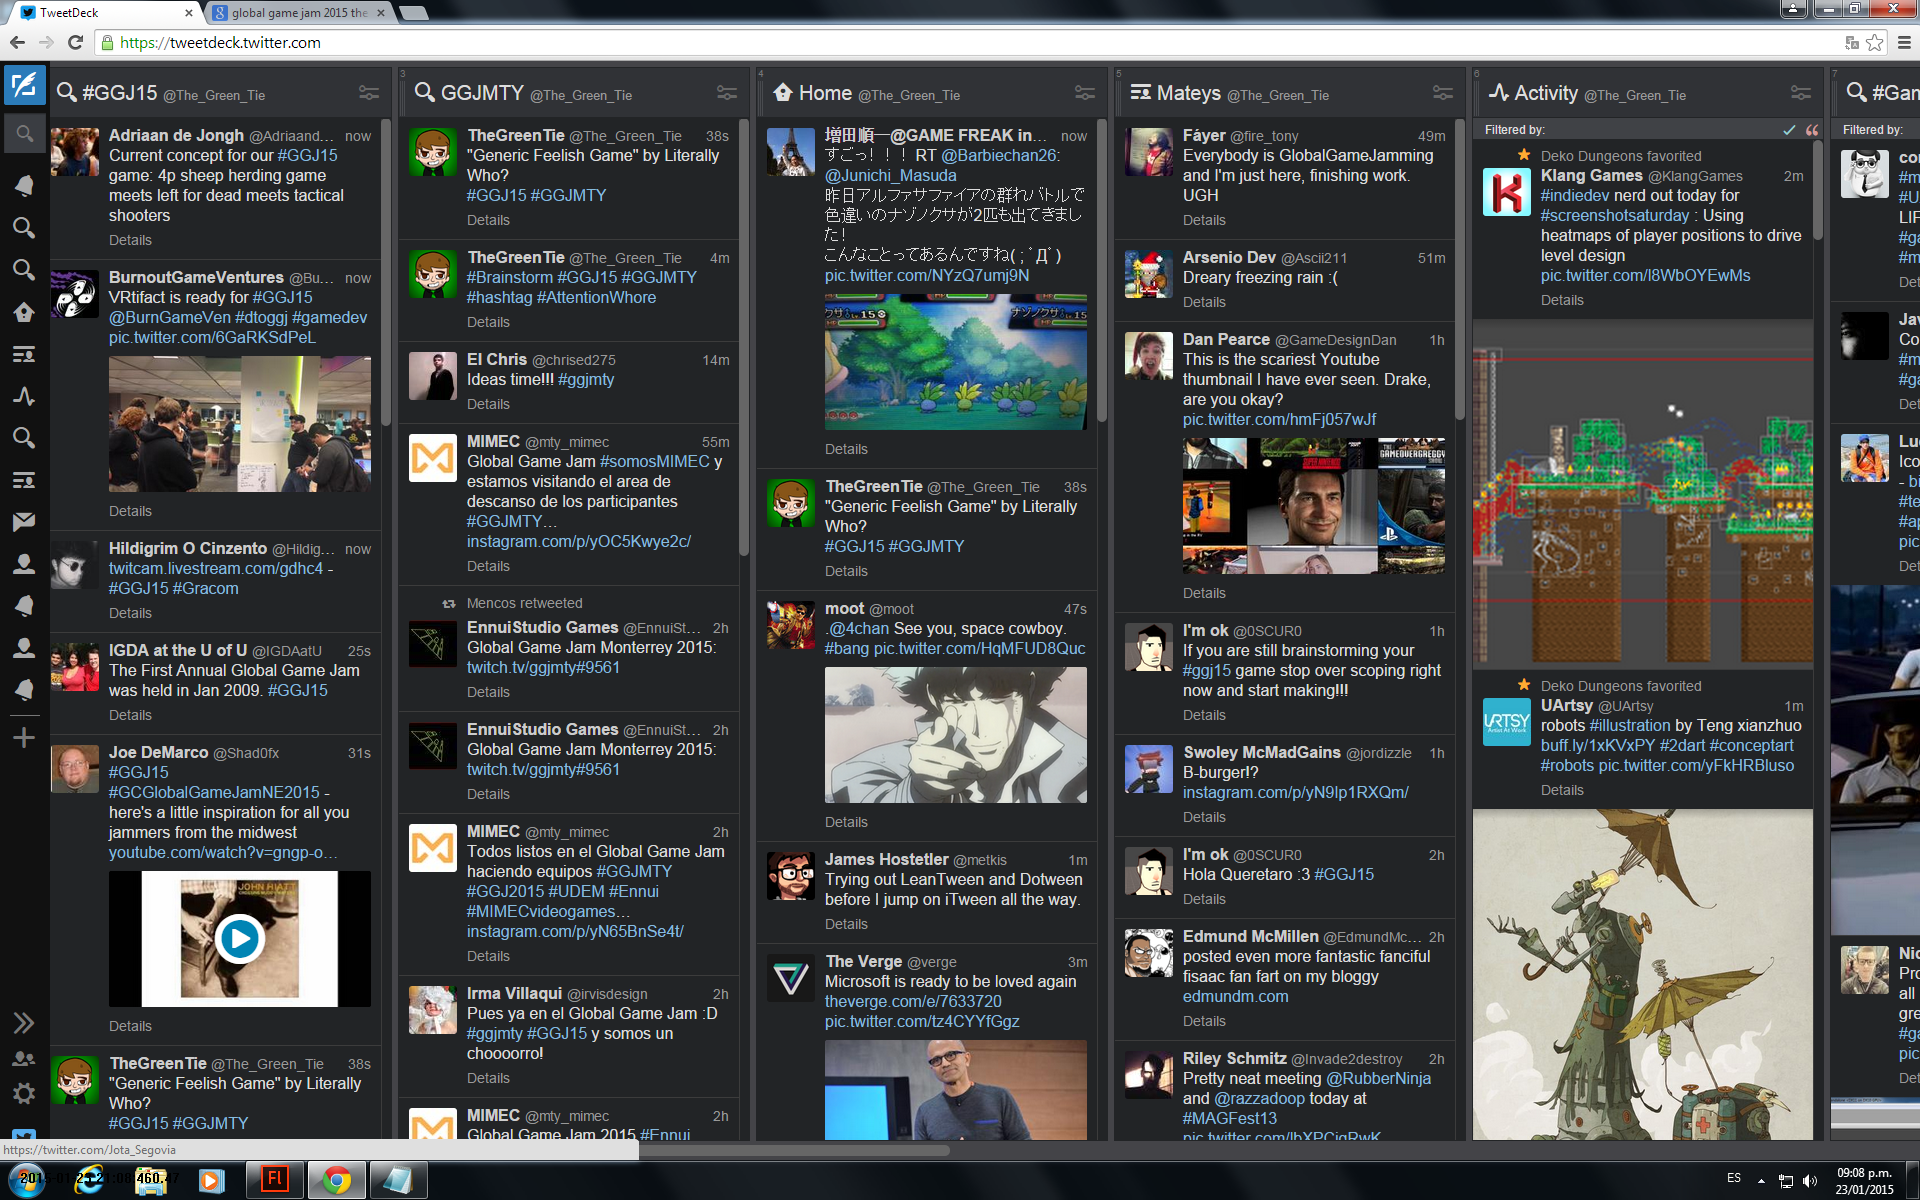 TweetDeck
global game jam 2015 the
https://tweetdeck.twitter.com
#GGJ15 @The_Green_Tie
Adriaan de Jongh @Adriaand... now
Current concept for our #GGJ15
game: 4p sheep herding game
meets left for dead meets tactical
shooters
Details
BurnoutGameVentures @Bu... now
VRtifact is ready for #GGJ15
@BurnGameVen #dtoggj #gamedev
pic.twitter.com/6GaRKSdPeL
Details
Hildigrim O Cinzento @Hildig... now
twitcam.livestream.com/gdhc4 -
#GGJ15 #Gracom
Details
IGDA at the U of U @IGDAatU 25s
The First Annual Global Game Jam
was held in Jan 2009. #GGJ15
Details
Joe DeMarco @Shad0fx 31s
#GGJ15
#GCGlobalGameJamNE2015 -
here's a little inspiration for all you
jammers from the midwest
youtube.com/watch?v=gngp-o...
JOHN HIATT
Details
TheGreenTie @The_Green_Tie 38s
"Generic Feelish Game" by Literally
Who?
#GGJ15 #GGJMTY
3
GGJMTY @The_Green_Tie
TheGreenTie @The_Green_Tie 38s
"Generic Feelish Game" by Literally
Who?
#GGJ15 #GGJMTY
Details
TheGreenTie @The_Green_Tie 4m
#Brainstorm #GGJ15 #GGJMTY
#hashtag #AttentionWhore
Details
El Chris @chrised275 14m
Ideas time!!! #ggjmty
Details
MIMEC @mty_mimec 55m
Global Game Jam #somosMIMEC y
estamos visitando el area de
descanso de los participantes
#GGJMTY...
instagram.com/p/yOC5Kwye2c/
Details
Mencos retweeted
EnnuiStudio Games @EnnuiSt... 2h
Global Game Jam Monterrey 2015:
twitch.tv/ggjmty#9561
Details
EnnuiStudio Games @EnnuiSt... 2h
Global Game Jam Monterrey 2015:
twitch.tv/ggjmty#9561
Details
MIMEC @mty_mimec 2h
Todos listos en el Global Game Jam
haciendo equipos #GGJMTY
#GGJ2015 #UDEM #Ennui
#MIMECvideogames...
instagram.com/p/yN65BnSe4t/
Details
Irma Villaqui @irvisdesign 2h
Pues ya en el Global Game Jam :D
#ggjmty #GGJ15 y somos un
choooorro!
Details
MIMEC @mty_mimec 2h
Global Game Jam 2015 #Ennui
4
Home @The_Green_Tie
増田順一@GAME FREAK in... now
すごっ！！！ RT @Barbiechan26:
@Junichi_Masuda
昨日アルファサファイアの群れバトルで
色違いのナゾノクサが2匹も出てきまし
た！
こんなことってあるんですね( ; ﾟДﾟ)
pic.twitter.com/NYzQ7umj9N
Details
TheGreenTie @The_Green_Tie 38s
"Generic Feelish Game" by Literally
Who?
#GGJ15 #GGJMTY
Details
moot @moot 47s
.@4chan See you, space cowboy.
#bang pic.twitter.com/HqMFUD8Quc
Details
James Hostetler @metkis 1m
Trying out LeanTween and Dotween
before I jump on iTween all the way.
Details
The Verge @verge 3m
Microsoft is ready to be loved again
theverge.com/e/7633720
pic.twitter.com/tz4CYYfGgz
5
Mateys @The_Green_Tie
Fáyer @fire_tony 49m
Everybody is GlobalGameJamming
and I'm just here, finishing work.
UGH
Details
Arsenio Dev @Ascii211 51m
Dreary freezing rain :(
Details
Dan Pearce @GameDesignDan 1h
This is the scariest Youtube
thumbnail I have ever seen. Drake,
are you okay?
pic.twitter.com/hmFj057wJf
Details
I'm ok @0SCUR0 1h
If you are still brainstorming your
#ggj15 game stop over scoping right
now and start making!!!
Details
Swoley McMadGains @jordizzle 1h
B-burger!?
instagram.com/p/yN9Ip1RXQm/
Details
I'm ok @0SCUR0 2h
Hola Queretaro :3 #GGJ15
Details
Edmund McMillen @EdmundMc... 2h
posted even more fantastic fanciful
fisaac fan fart on my bloggy
edmundm.com
Details
Riley Schmitz @Invade2destroy 2h
Pretty neat meeting @RubberNinja
and @razzadoop today at
#MAGFest13
pic.twitter.com/lbXPCigRwK
6
Activity @The_Green_Tie
Filtered by:
Deko Dungeons favorited
Klang Games @KlangGames 2m
#indiedev nerd out today for
#screenshotsaturday : Using
heatmaps of player positions to drive
level design
pic.twitter.com/l8WbOYEwMs
Details
Deko Dungeons favorited
UArtsy @UArtsy 1m
robots #illustration by Teng xianzhuo
buff.ly/1xKVxPY #2dart #conceptart
#robots pic.twitter.com/yFkHRBluso
Details
7
#Gam
Filtered by:
https://twitter.com/Jota_Segovia
ES
09:08 p.m.
23/01/2015